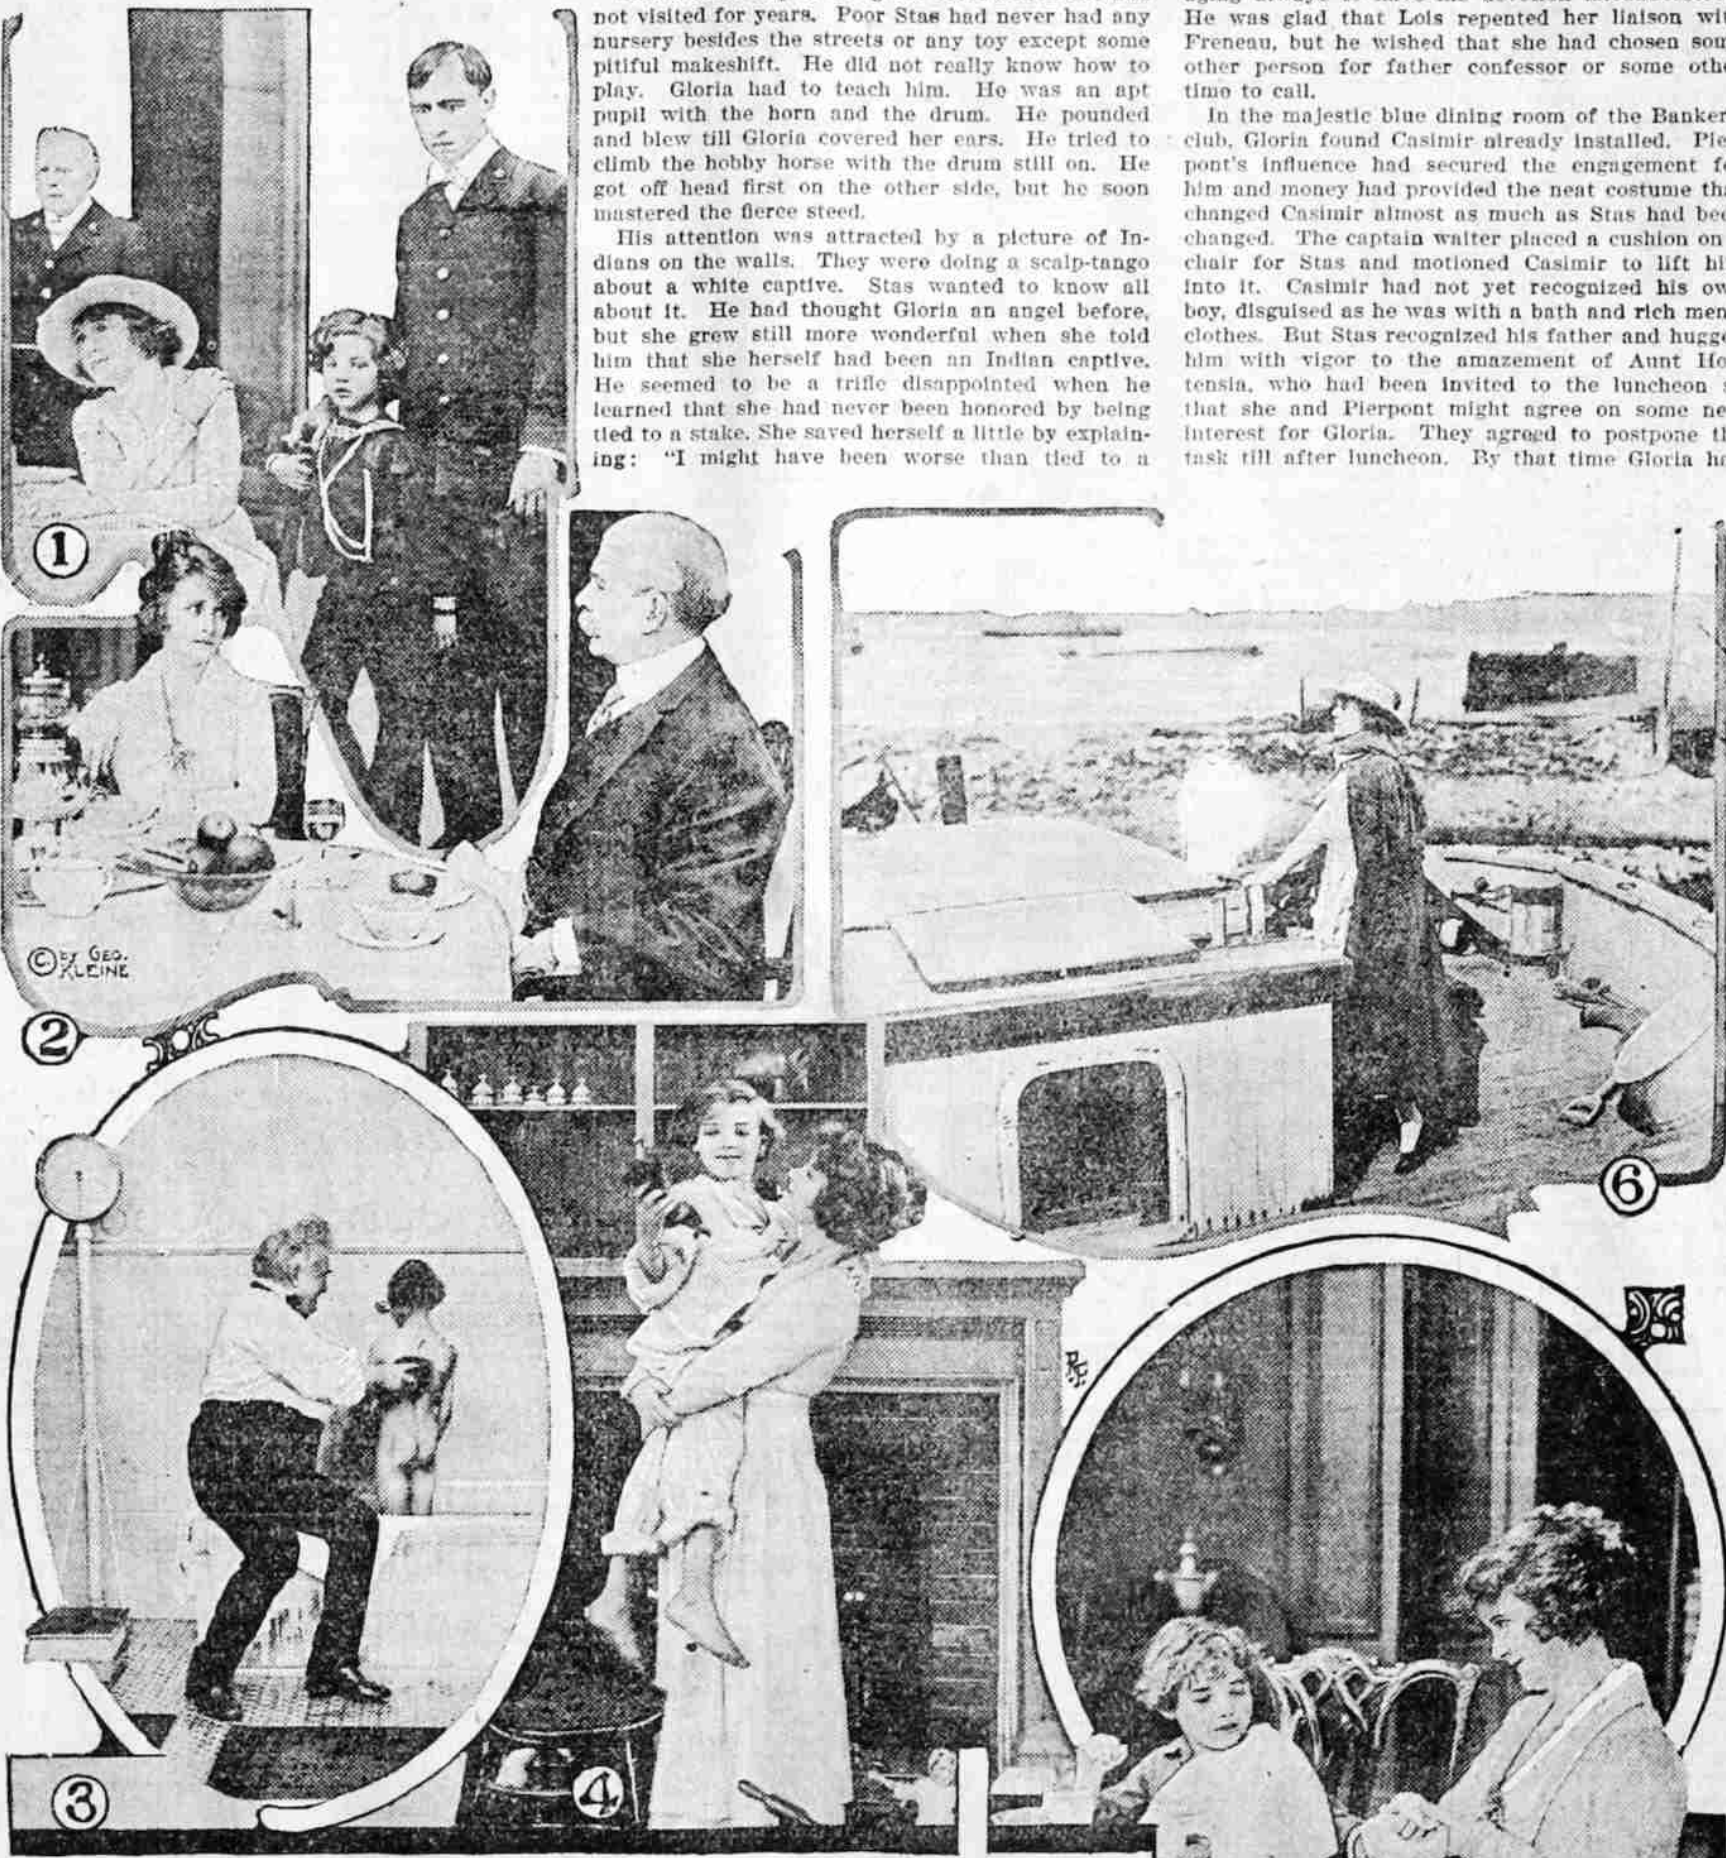 not visited for years. Poor Stas had never had any
nursery besides the streets or any toy except some
pitiful makeshift. He did not really know how to
play. Gloria had to teach him. He was an apt
pupil with the horn and the drum. He pounded
and blew till Gloria covered her ears. He tried to
climb the hobby horse with the drum still on. He
got off head first on the other side, but he soon
mastered the fierce steed.
His attention was attracted by a picture of In-
dians on the walls. They were doing a scalp-tango
about a white captive. Stas wanted to know all
about it. He had thought Gloria an angel before,
but she grew still more wonderful when she told
him that she herself had been an Indian captive.
He seemed to be a trifle disappointed when he
learned that she had never been honored by being
tied to a stake. She saved herself a little by explain-
ing: "I might have been worse than tied to a
He was glad that Lois repented her liaison
Freneau, but he wished that she had chosen
other person for father confessor or some
time to call.
In the majestic blue dining room of the
club, Gloria found Casimir already installed.
pont's influence had secured the engagement
him and money had provided the neat costume
changed Casimir almost as much as Stas had
changed. The captain waiter placed a cushion on
chair for Stas and motioned Casimir to lift
into it. Casimir had not yet recognized his
boy, disguised as he was with a bath and rich
clothes. But Stas recognized his father and
him with vigor to the amazement of Aunt
tensia, who had been invited to the luncheon
that she and Pierpont might agree on some
interest for Gloria. They agreed to postpone
task till after luncheon. By that time Gloria
1
© BY GEO.
KLEINE
2
6
3
4